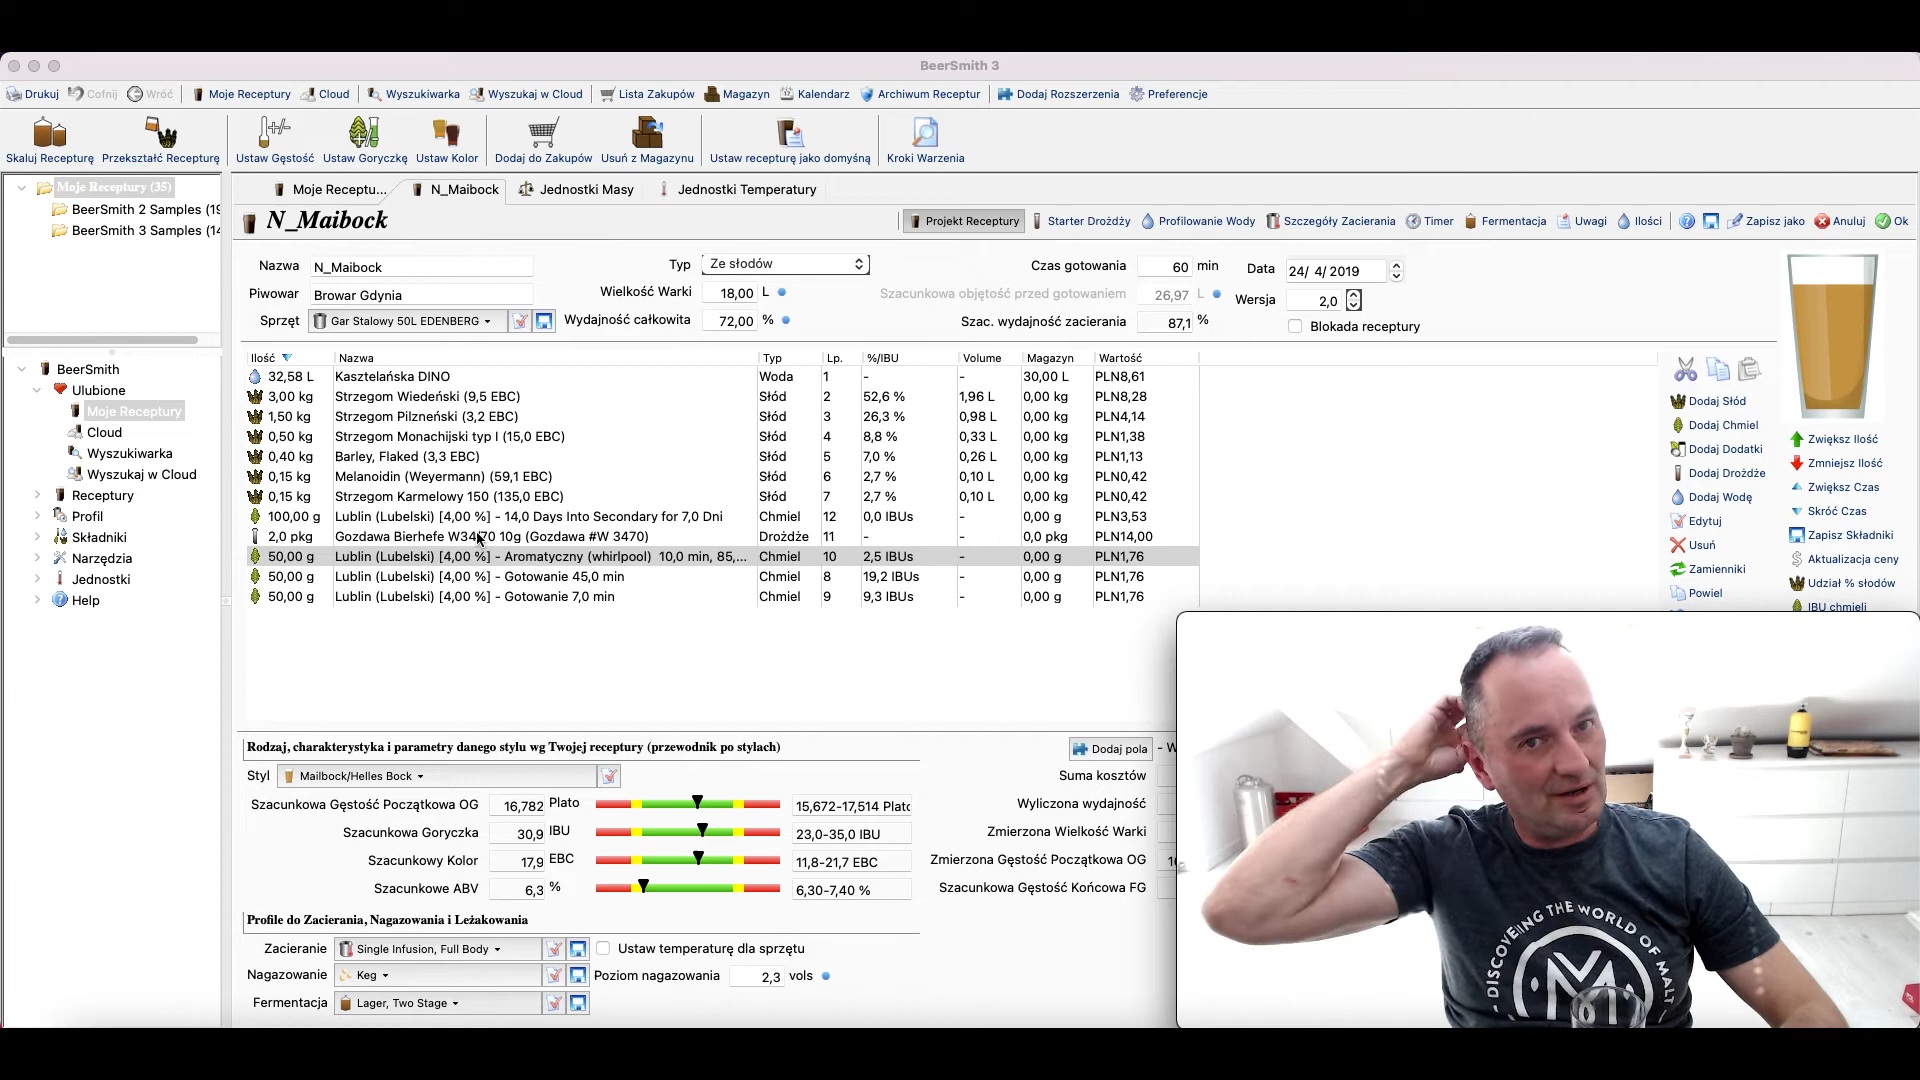 BeerSmith 3
Drukuj Cofnij Wróć Moje Receptury Cloud Wyszukiwarka Wyszukaj w Cloud Lista Zakupów Magazyn Kalendarz Archiwum Receptur Dodaj Rozszerzenia Preferencje
Skaluj Recepturę Przekształć Recepturę Ustaw Gęstość Ustaw Goryczkę Ustaw Kolor Dodaj do Zakupów Usuń z Magazynu Ustaw recepturę jako domyśną Kroki Warzenia
Moje Receptury (35)
BeerSmith 2 Samples (19
BeerSmith 3 Samples (14
BeerSmith
Ulubione
Moje Receptury
Cloud
Wyszukiwarka
Wyszukaj w Cloud
Receptury
Profil
Składniki
Narzędzia
Jednostki
Help
Moje Receptu... N_Maibock Jednostki Masy Jednostki Temperatury
N_Maibock
Projekt Receptury Starter Drożdży Profilowanie Wody Szczegóły Zacierania Timer Fermentacja Uwagi Ilości Zapisz jako Anuluj Ok
Nazwa N_Maibock Typ Ze słodów Czas gotowania 60 min Data 24/ 4/2019
Piwowar Browar Gdynia Wielkość Warki 18,00 L Szacunkowa objętość przed gotowaniem 26,97 L Wersja 2,0
Sprzęt Gar Stalowy 50L EDENBERG Wydajność całkowita 72,00 % Szac. wydajność zacierania 87,1 % Blokada receptury
Ilość Nazwa Typ Lp. %/IBU Volume Magazyn Wartość
32,58 L Kasztelańska DINO Woda 1 - - 30,00 L PLN8,61
3,00 kg Strzegom Wiedeński (9,5 EBC) Słód 2 52,6 % 1,96 L 0,00 kg PLN8,28
1,50 kg Strzegom Pilzneński (3,2 EBC) Słód 3 26,3 % 0,98 L 0,00 kg PLN4,14
0,50 kg Strzegom Monachijski typ I (15,0 EBC) Słód 4 8,8 % 0,33 L 0,00 kg PLN1,38
0,40 kg Barley, Flaked (3,3 EBC) Słód 5 7,0 % 0,26 L 0,00 kg PLN1,13
0,15 kg Melanoidin (Weyermann) (59,1 EBC) Słód 6 2,7 % 0,10 L 0,00 kg PLN0,42
0,15 kg Strzegom Karmelowy 150 (135,0 EBC) Słód 7 2,7 % 0,10 L 0,00 kg PLN0,42
100,00 g Lublin (Lubelski) [4,00 %] - 14,0 Days Into Secondary for 7,0 Dni Chmiel 12 0,0 IBUs - 0,00 g PLN3,53
2,0 pkg Gozdawa Bierhefe W34/70 10g (Gozdawa #W 3470) Drożdże 11 - - 0,0 pkg PLN14,00
50,00 g Lublin (Lubelski) [4,00 %] - Aromatyczny (whirlpool) 10,0 min, 85,... Chmiel 10 2,5 IBUs - 0,00 g PLN1,76
50,00 g Lublin (Lubelski) [4,00 %] - Gotowanie 45,0 min Chmiel 8 19,2 IBUs - 0,00 g PLN1,76
50,00 g Lublin (Lubelski) [4,00 %] - Gotowanie 7,0 min Chmiel 9 9,3 IBUs - 0,00 g PLN1,76
Dodaj Słód
Dodaj Chmiel
Dodaj Dodatki
Dodaj Drożdże
Dodaj Wodę
Edytuj
Usuń
Zamienniki
Powiel
Zwiększ Ilość
Zmniejsz Ilość
Zwiększ Czas
Skróć Czas
Zapisz Składniki
Aktualizacja ceny
Udział % słodów
IBU chmieli
Rodzaj, charakterystyka i parametry danego stylu wg Twojej receptury (przewodnik po stylach)
Styl Mailbock/Helles Bock
Szacunkowa Gęstość Początkowa OG 16,782 Plato 15,672-17,514 Plato
Szacunkowa Goryczka 30,9 IBU 23,0-35,0 IBU
Szacunkowy Kolor 17,9 EBC 11,8-21,7 EBC
Szacunkowe ABV 6,3 % 6,30-7,40 %
Dodaj pola - W
Suma kosztów
Wyliczona wydajność
Zmierzona Wielkość Warki
Zmierzona Gęstość Początkowa OG
Szacunkowa Gęstość Końcowa FG
Profile do Zacierania, Nagazowania i Leżakowania
Zacieranie Single Infusion, Full Body Ustaw temperaturę dla sprzętu
Nagazowanie Keg Poziom nagazowania 2,3 vols
Fermentacja Lager, Two Stage
DISCOVERING THE WORLD OF MALT
M